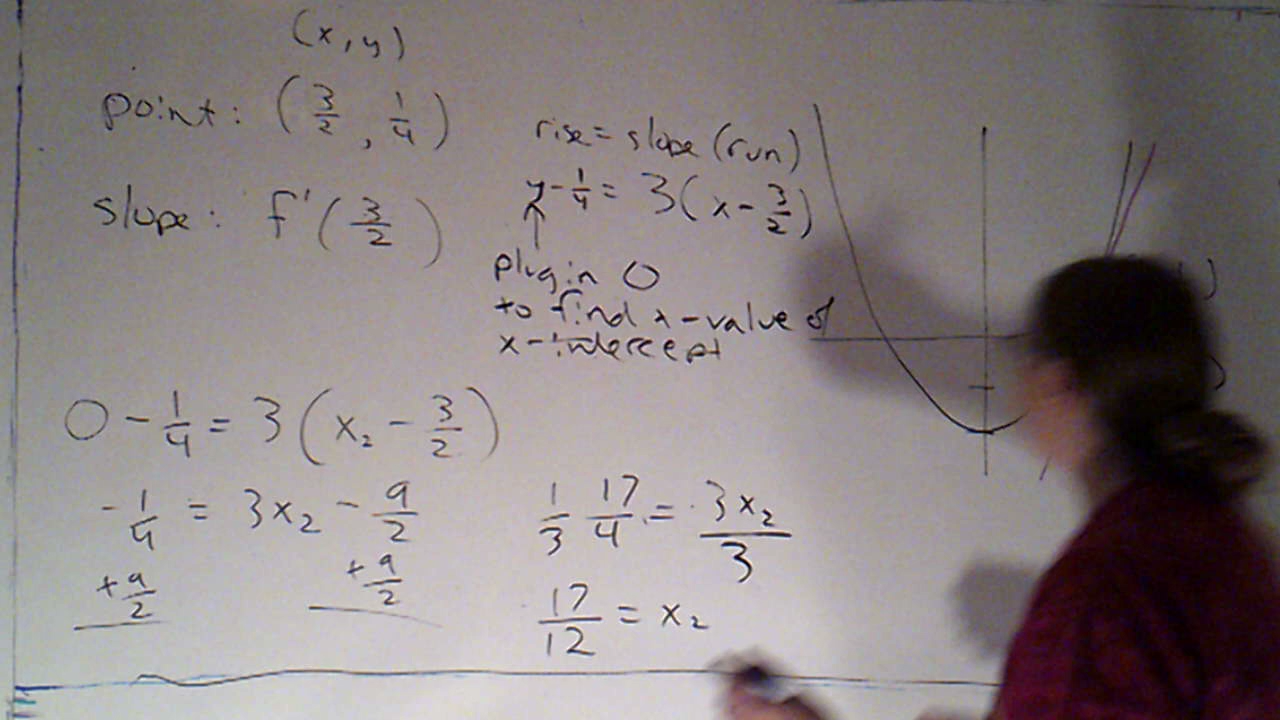 (x, y)
point: (3/2, 1/4)
slope: f'(3/2)
rise = slope (run)
y - 1/4 = 3(x - 3/2)
plug in 0
to find x-value of
x-intercept
0 - 1/4 = 3(x₂ - 3/2)
-1/4 = 3x₂ - 9/2
+9/2 +9/2
1/3 17/4 = 3x₂/3
17/12 = x₂